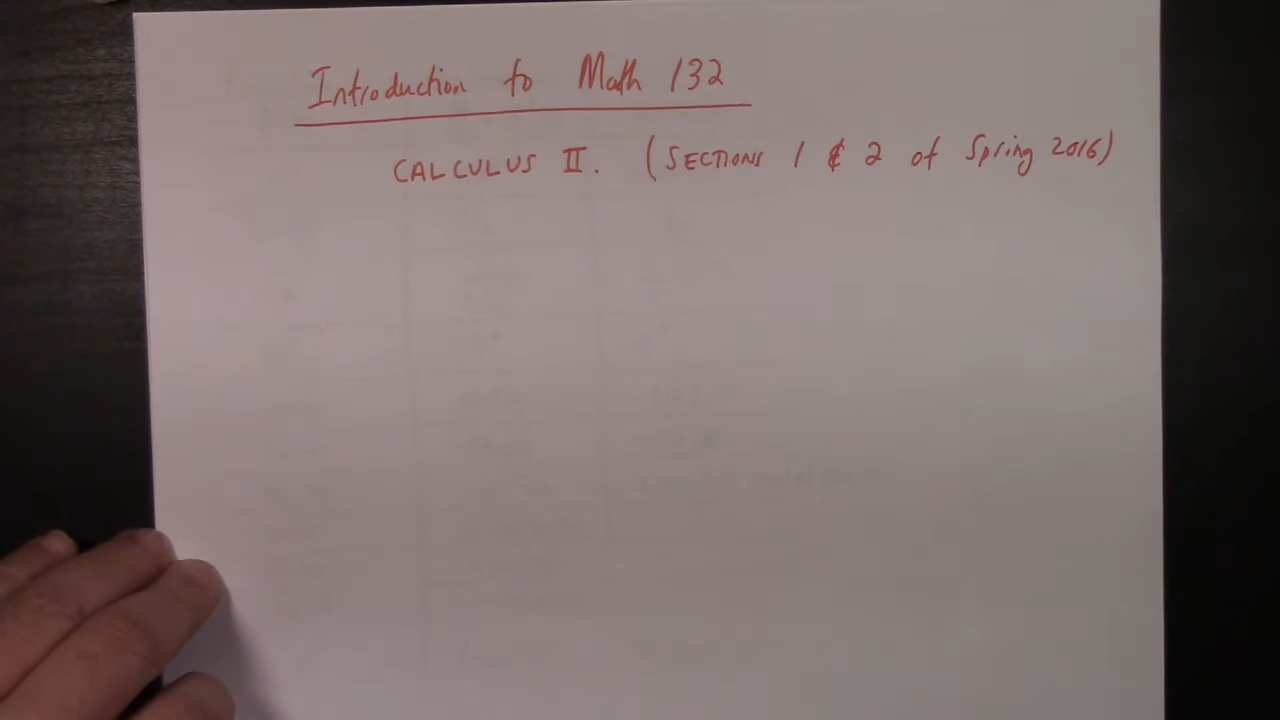 Introduction to Math 132
CALCULUS II. (SECTIONS 1 & 2 of Spring 2016)